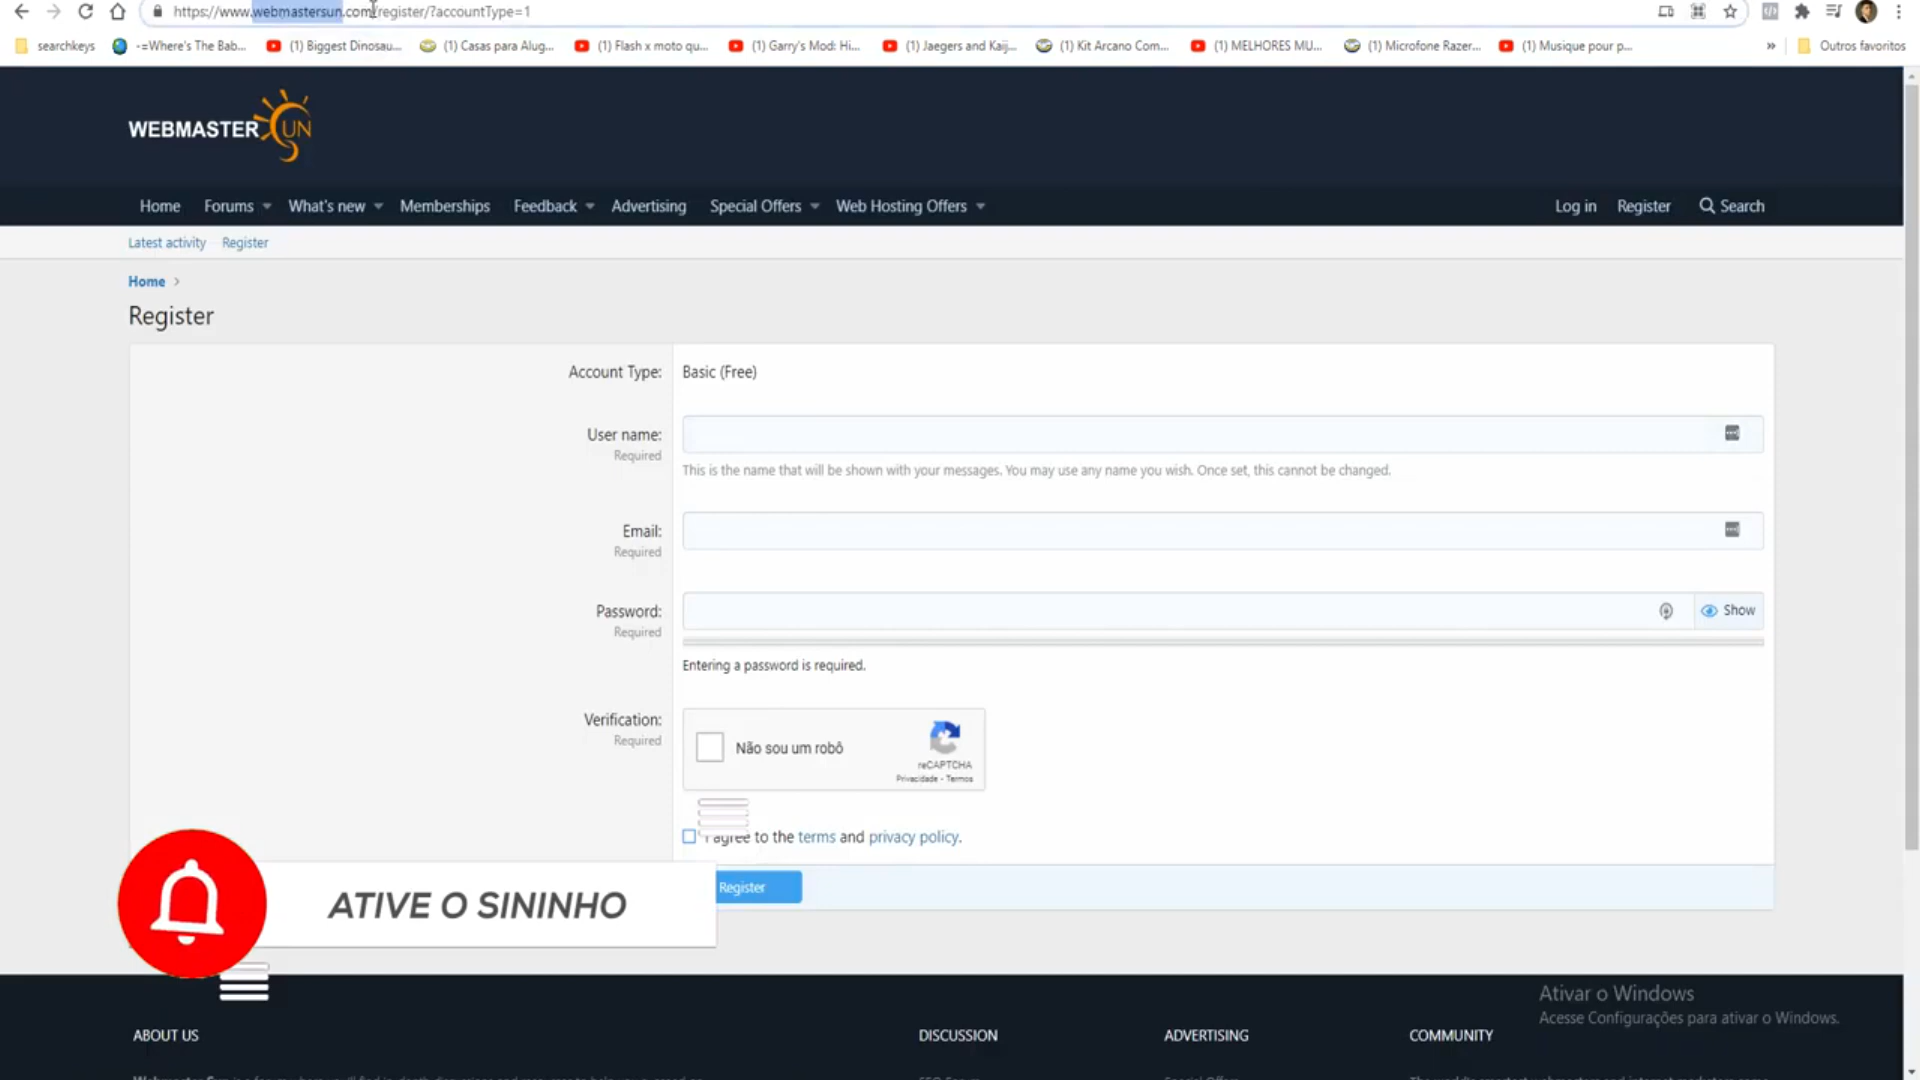 https://www.webmastersun.com/register/?accountType=1
searchkeys
-=Where's The Bab...
(1) Biggest Dinosau...
(1) Casas para Alug...
(1) Flash x moto qu...
(1) Garry's Mod: Hi...
(1) Jaegers and Kaij...
(1) Kit Arcano Com...
(1) MELHORES MU...
(1) Microfone Razer...
(1) Musique pour p...
»
Outros favoritos
WEBMASTER SUN
Home
Forums
What's new
Memberships
Feedback
Advertising
Special Offers
Web Hosting Offers
Log in
Register
Search
Latest activity
Register
Home
Register
Account Type:
Basic (Free)
User name:
Required
This is the name that will be shown with your messages. You may use any name you wish. Once set, this cannot be changed.
Email:
Required
Password:
Required
Show
Entering a password is required.
Verification:
Required
Não sou um robô
reCAPTCHA
Privacidade - Termos
I agree to the terms and privacy policy.
Register
ATIVE O SININHO
Ativar o Windows
Acesse Configurações para ativar o Windows.
ABOUT US
DISCUSSION
ADVERTISING
COMMUNITY